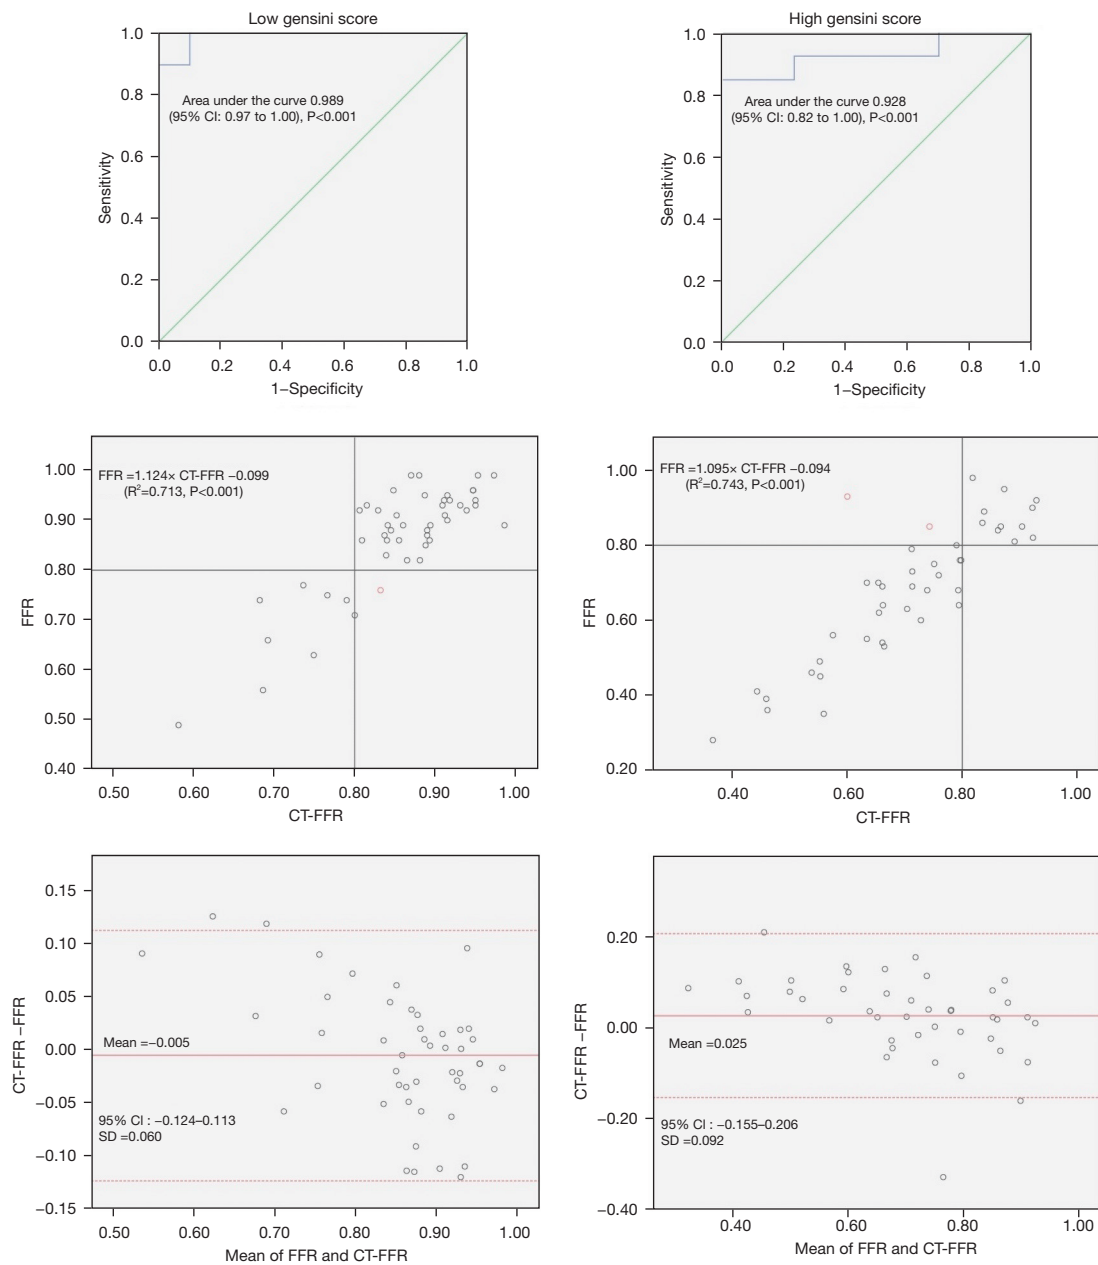 Low gensini score
High gensini score
1.0
0.8
0.6
0.4
0.2
0.0
Sensitivity
Area under the curve 0.989
(95% CI: 0.97 to 1.00), P<0.001
0.0 0.2 0.4 0.6 0.8 1.0
1−Specificity
1.0
0.8
0.6
0.4
0.2
0.0
Sensitivity
Area under the curve 0.928
(95% CI: 0.82 to 1.00), P<0.001
0.0 0.2 0.4 0.6 0.8 1.0
1−Specificity
1.00
0.90
0.80
0.70
0.60
0.50
0.40
FFR
FFR =1.124× CT-FFR −0.099
(R²=0.713, P<0.001)
0.50 0.60 0.70 0.80 0.90 1.00
CT-FFR
1.00
0.80
0.60
0.40
0.20
FFR
FFR =1.095× CT-FFR −0.094
(R²=0.743, P<0.001)
0.40 0.60 0.80 1.00
CT-FFR
0.15
0.10
0.05
0.00
−0.05
−0.10
−0.15
CT-FFR −FFR
Mean =−0.005
95% CI : −0.124–0.113
SD =0.060
0.50 0.60 0.70 0.80 0.90 1.00
Mean of FFR and CT-FFR
0.20
0.00
−0.20
−0.40
CT-FFR −FFR
Mean =0.025
95% CI : −0.155–0.206
SD =0.092
0.40 0.60 0.80 1.00
Mean of FFR and CT-FFR